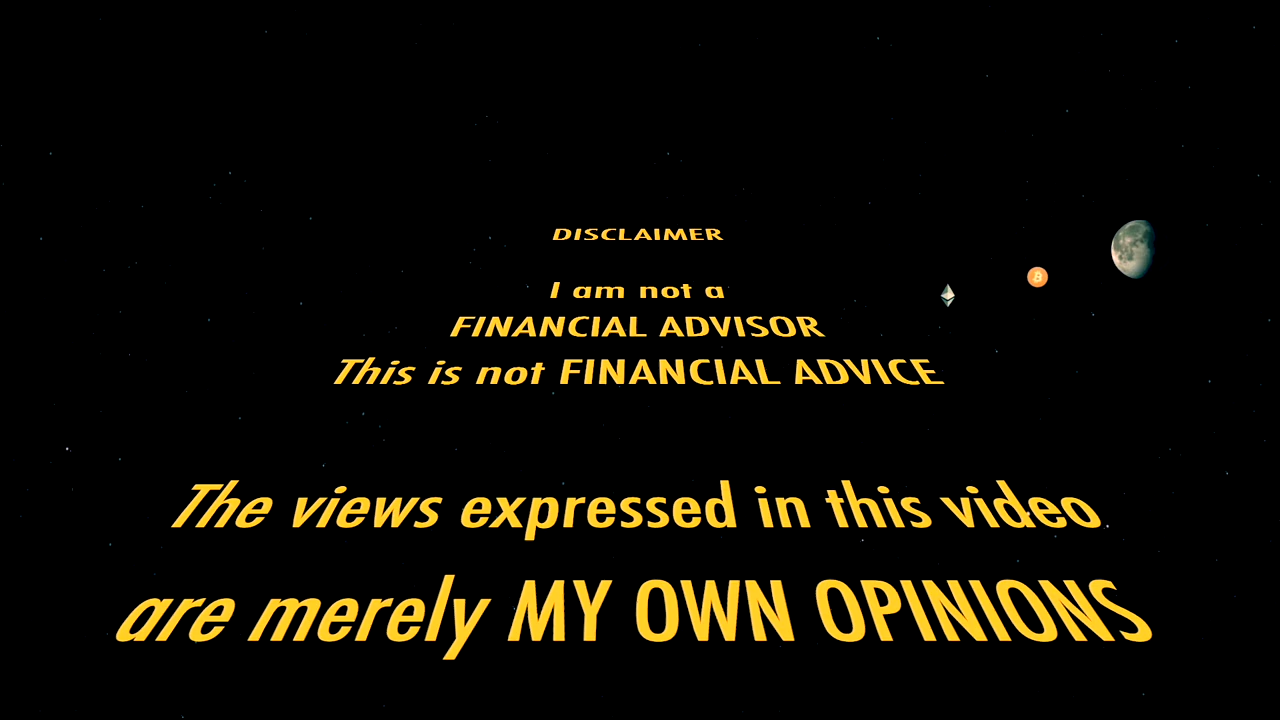 DISCLAIMER
I am not a
FINANCIAL ADVISOR
This is not FINANCIAL ADVICE
The views expressed in this video
are merely MY OWN OPINIONS